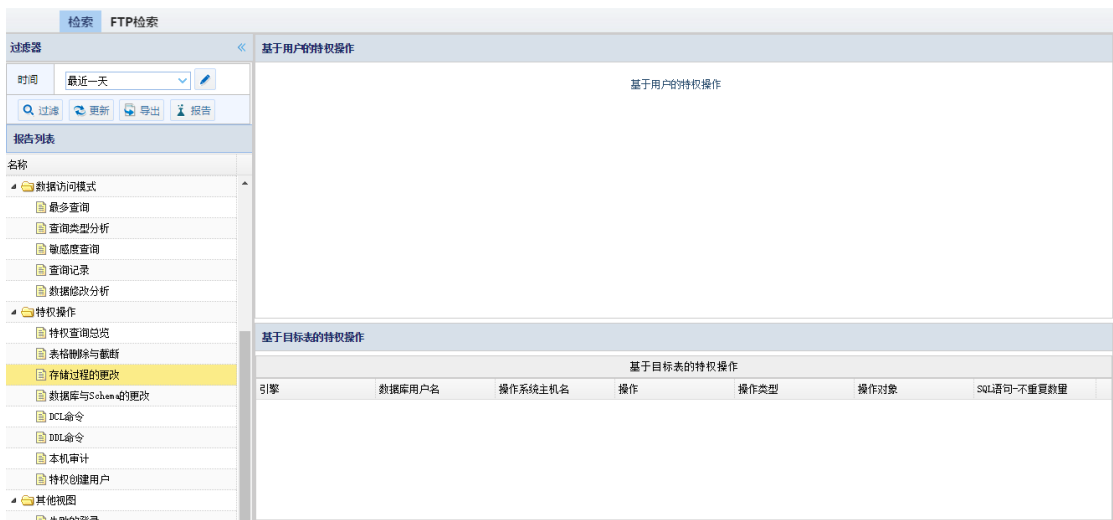 检索 FTP检索
过滤器
时间 最近一天
过滤 更新 导出 报告
报告列表
名称
数据访问模式
最多查询
查询类型分析
敏感度查询
查询记录
数据修改分析
特权操作
特权查询总览
表格删除与截断
存储过程的更改
数据库与Schema的更改
DCL命令
DDL命令
本机审计
特权创建用户
其他视图
失败的登录
基于用户的特权操作
基于用户的特权操作
基于目标表的特权操作
基于目标表的特权操作
引擎 数据库用户名 操作系统主机名 操作 操作类型 操作对象 SQL语句-不重复数量